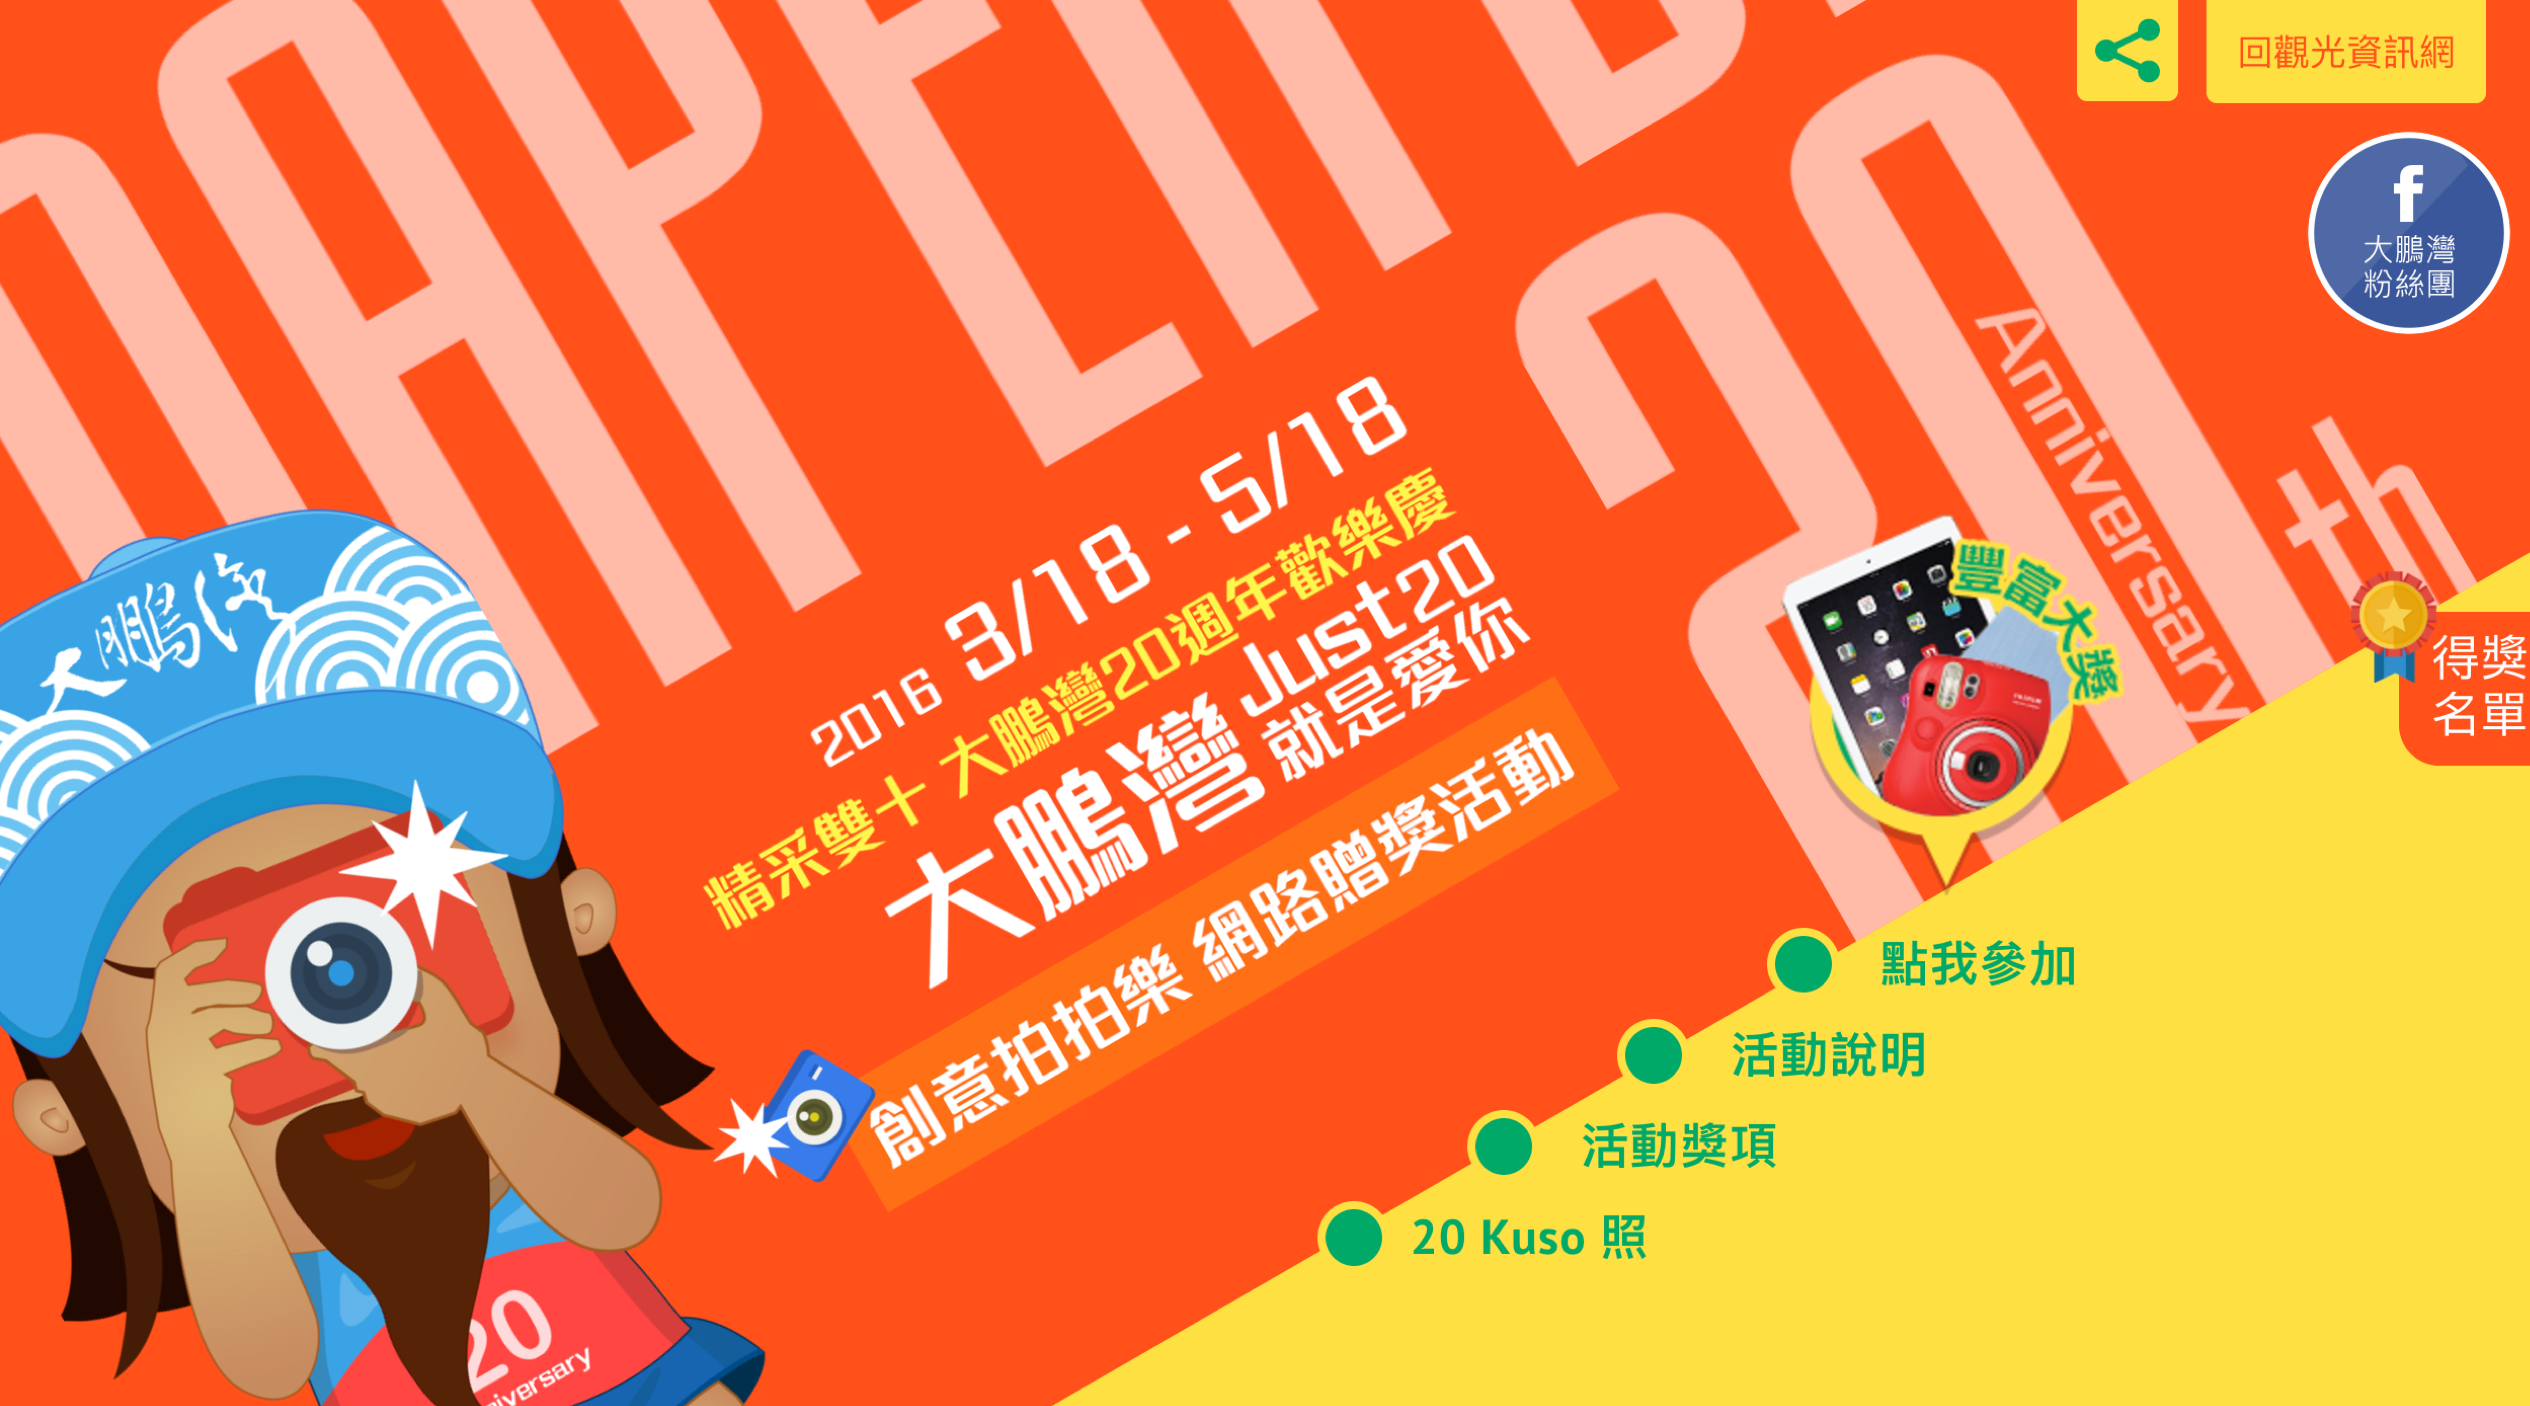 回觀光資訊網
大鵬灣
粉絲團
Anniversary
th
大鵬灣
2016 3/18 - 5/18
精采雙十 大鵬灣20週年歡樂慶
大鵬灣 Just20
就是愛你
創意拍拍樂 網路贈獎活動
豐富大獎
得獎
名單
點我參加
活動說明
活動獎項
20 Kuso 照
20